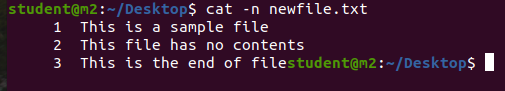 student@m2:~/Desktop$ cat -n newfile.txt
     1  This is a sample file
     2  This file has no contents
     3  This is the end of filestudent@m2:~/Desktop$